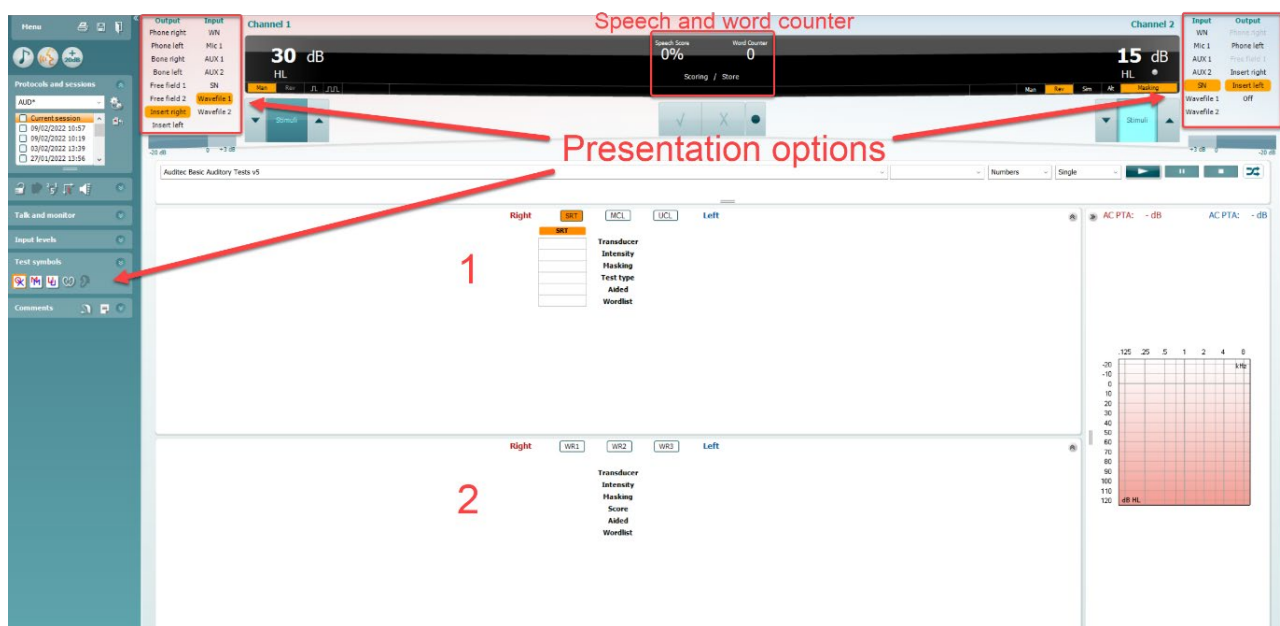 Menu
Protocols and sessions
AUD*
Current session
09/02/2022 10:57
09/02/2022 10:19
03/02/2022 13:39
27/01/2022 13:56
Talk and monitor
Input levels
Test symbols
Comments
Output Input
Phone right WN
Phone left Mic 1
Bone right AUX 1
Bone left AUX 2
Free field 1 SN
Free field 2 Wavefile 1
Insert right Wavefile 2
Insert left
Channel 1
Speech and word counter
Channel 2
Input Output
WN Phone right
Mic 1 Phone left
AUX 1 Free field 1
AUX 2 Insert right
SN Insert left
Wavefile 1 Off
Wavefile 2
30 dB
HL
Man Rev
Speech Score Word Counter
0% 0
Scoring / Store
15 dB
HL
Man Rev Sim Alt Masking
Stimuli
Stimuli
-20 dB 0 +3 dB
+3 dB 0 -20 dB
Presentation options
Auditec Basic Auditory Tests v5
Numbers
Single
Right SRT MCL UCL Left
SRT
Transducer
Intensity
Masking
Test type
Aided
Wordlist
1
AC PTA: - dB AC PTA: - dB
.125 .25 .5 1 2 4 8
kHz
-20
-10
0
10
20
30
40
50
60
70
80
90
100
110
120
dB HL
Right WR1 WR2 WR3 Left
Transducer
Intensity
Masking
Score
Aided
Wordlist
2